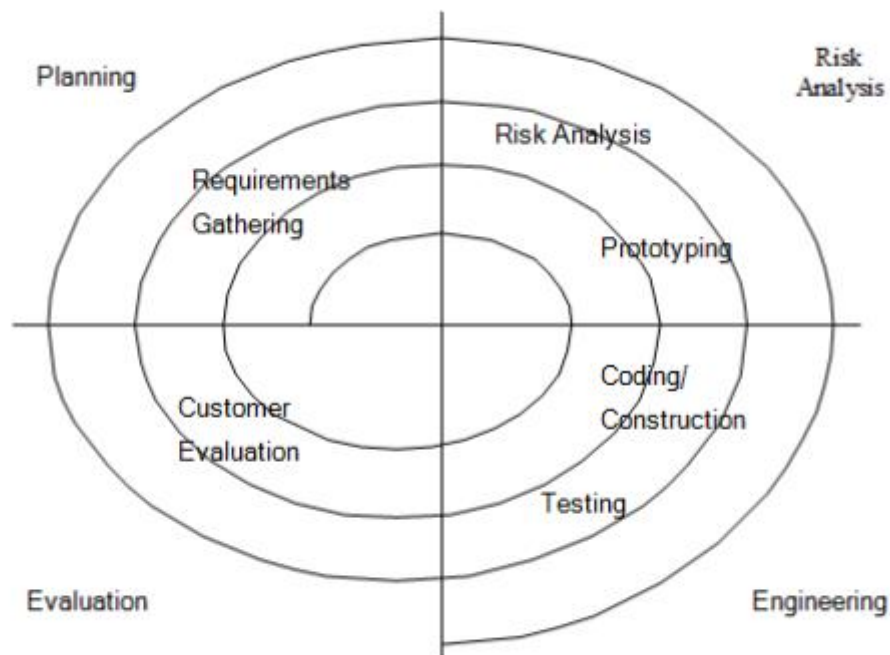 Planning
Risk
Analysis
Risk Analysis
Requirements
Gathering
Prototyping
Coding/
Construction
Customer
Evaluation
Testing
Evaluation
Engineering